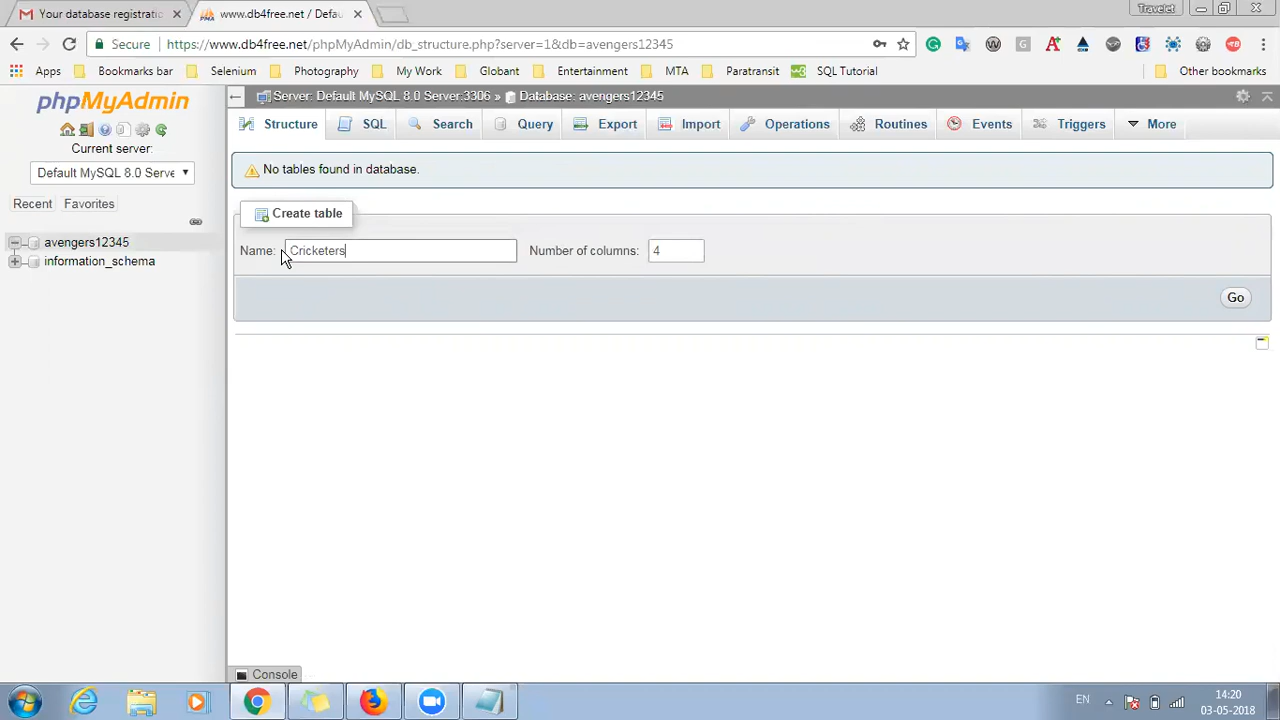 Your database registratio
www.db4free.net / Defau
Travelet
Secure
https://www.db4free.net/phpMyAdmin/db_structure.php?server=1&db=avengers12345
Apps
Bookmarks bar
Selenium
Photography
My Work
Globant
Entertainment
MTA
Paratransit
SQL Tutorial
Other bookmarks
phpMyAdmin
Server: Default MySQL 8.0 Server:3306 » Database: avengers12345
Current server:
Default MySQL 8.0 Serve
Recent
Favorites
avengers12345
information_schema
Structure
SQL
Search
Query
Export
Import
Operations
Routines
Events
Triggers
More
No tables found in database.
Create table
Name: Cricketers
Number of columns: 4
Go
Console
EN
14:20
03-05-2018